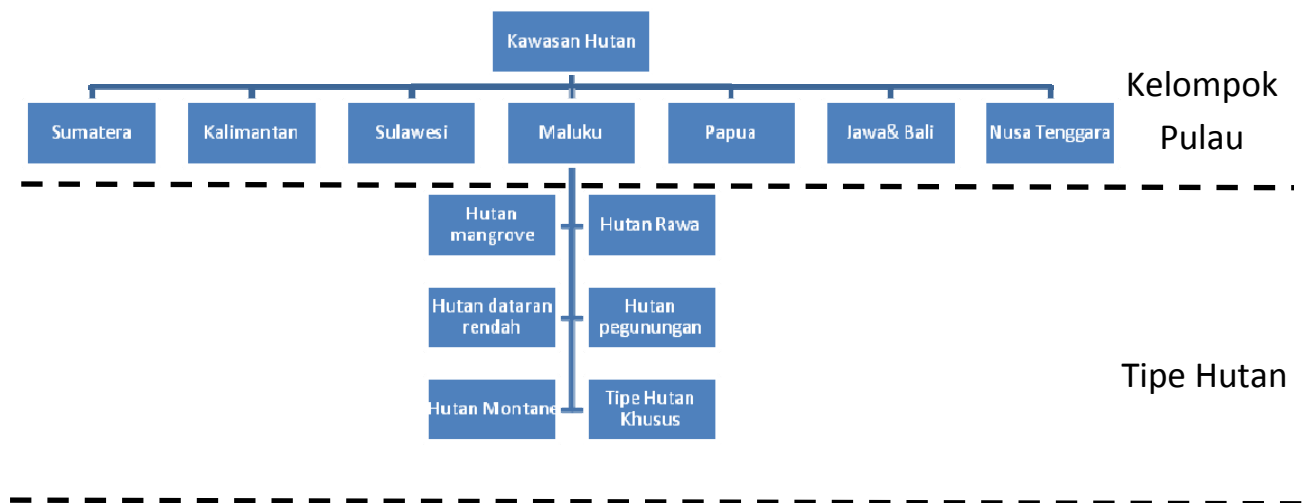 Kawasan Hutan
Kelompok
Pulau
Sumatera
Kalimantan
Sulawesi
Maluku
Papua
Jawa& Bali
Nusa Tenggara
Hutan
mangrove
Hutan Rawa
Hutan dataran
rendah
Hutan
pegunungan
Tipe Hutan
Hutan Montane
Tipe Hutan
Khusus